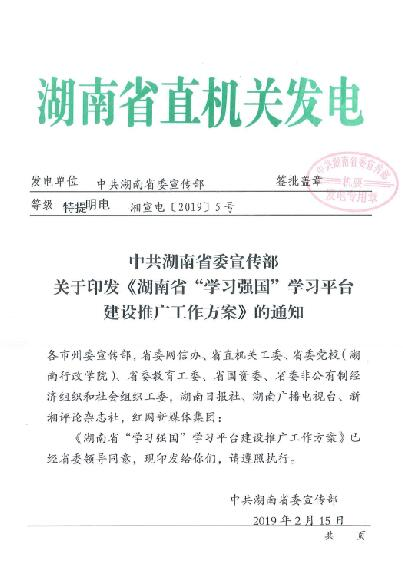 湖南省直机关发电
发电单位 中共湖南省委宣传部 签批盖章
中共湖南省委宣传部
机要
发电专用章
等级 特提明电 湘宣电〔2019〕5号
中共湖南省委宣传部
关于印发《湖南省“学习强国”学习平台
建设推广工作方案》的通知
各市州委宣传部，省委网信办、省直机关工委、省委党校（湖
南行政学院）、省委教育工委、省国资委、省委非公有制经
济组织和社会组织工委，湖南日报社、湖南广播电视台、新
湘评论杂志社，红网新媒体集团：
《湖南省“学习强国”学习平台建设推广工作方案》已
经省委领导同意，现印发给你们，请遵照执行。
中共湖南省委宣传部
2019年2月15日
共 页